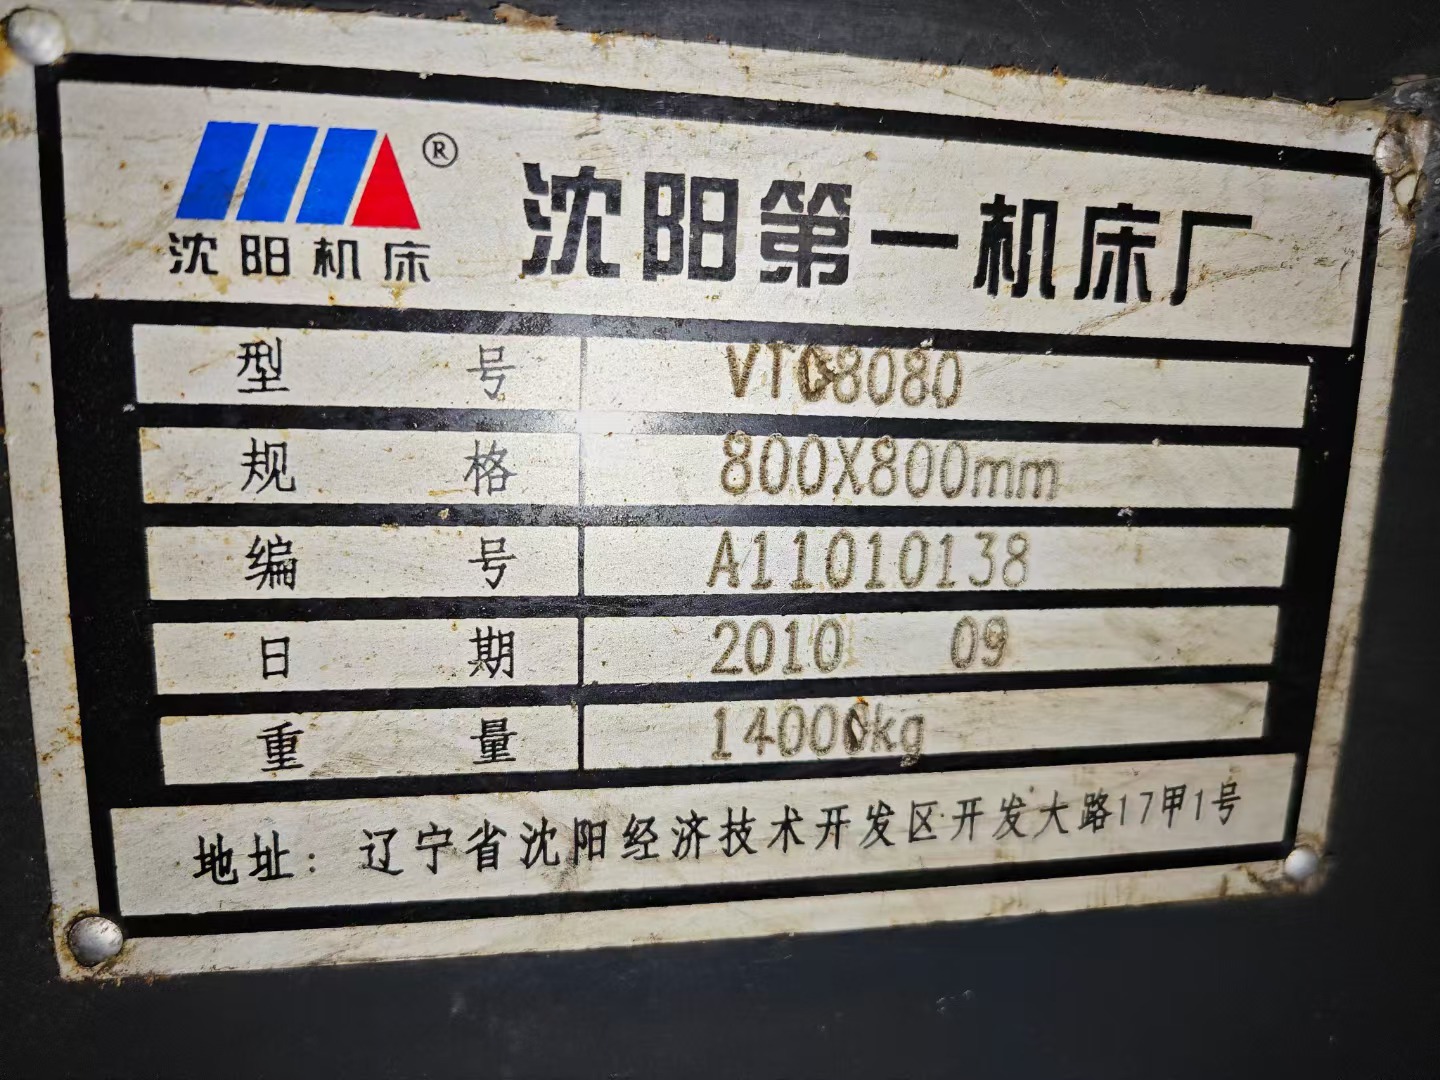 沈阳机床 ® 沈阳第一机床厂
型号 VTC8080
规格 800X800mm
编号 A11010138
日期 2010 09
重量 14000kg
地址：辽宁省沈阳经济技术开发区开发大路17甲1号